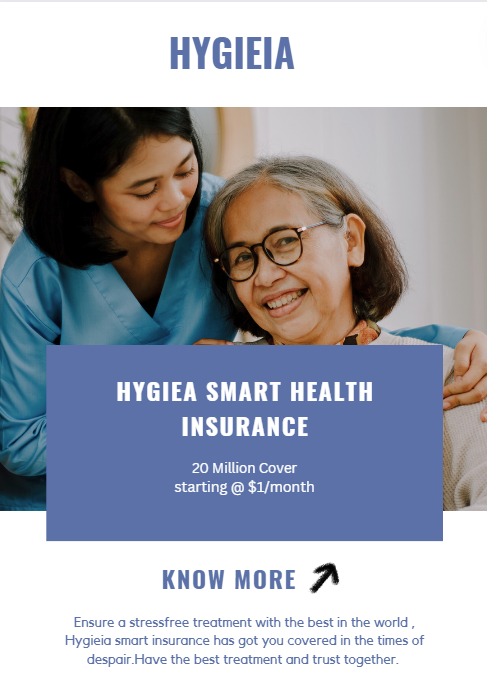 HYGIEIA
HYGIEA SMART HEALTH
INSURANCE
20 Million Cover
starting @ $1/month
KNOW MORE
Ensure a stressfree treatment with the best in the world ,
Hygieia smart insurance has got you covered in the times of
despair.Have the best treatment and trust together.